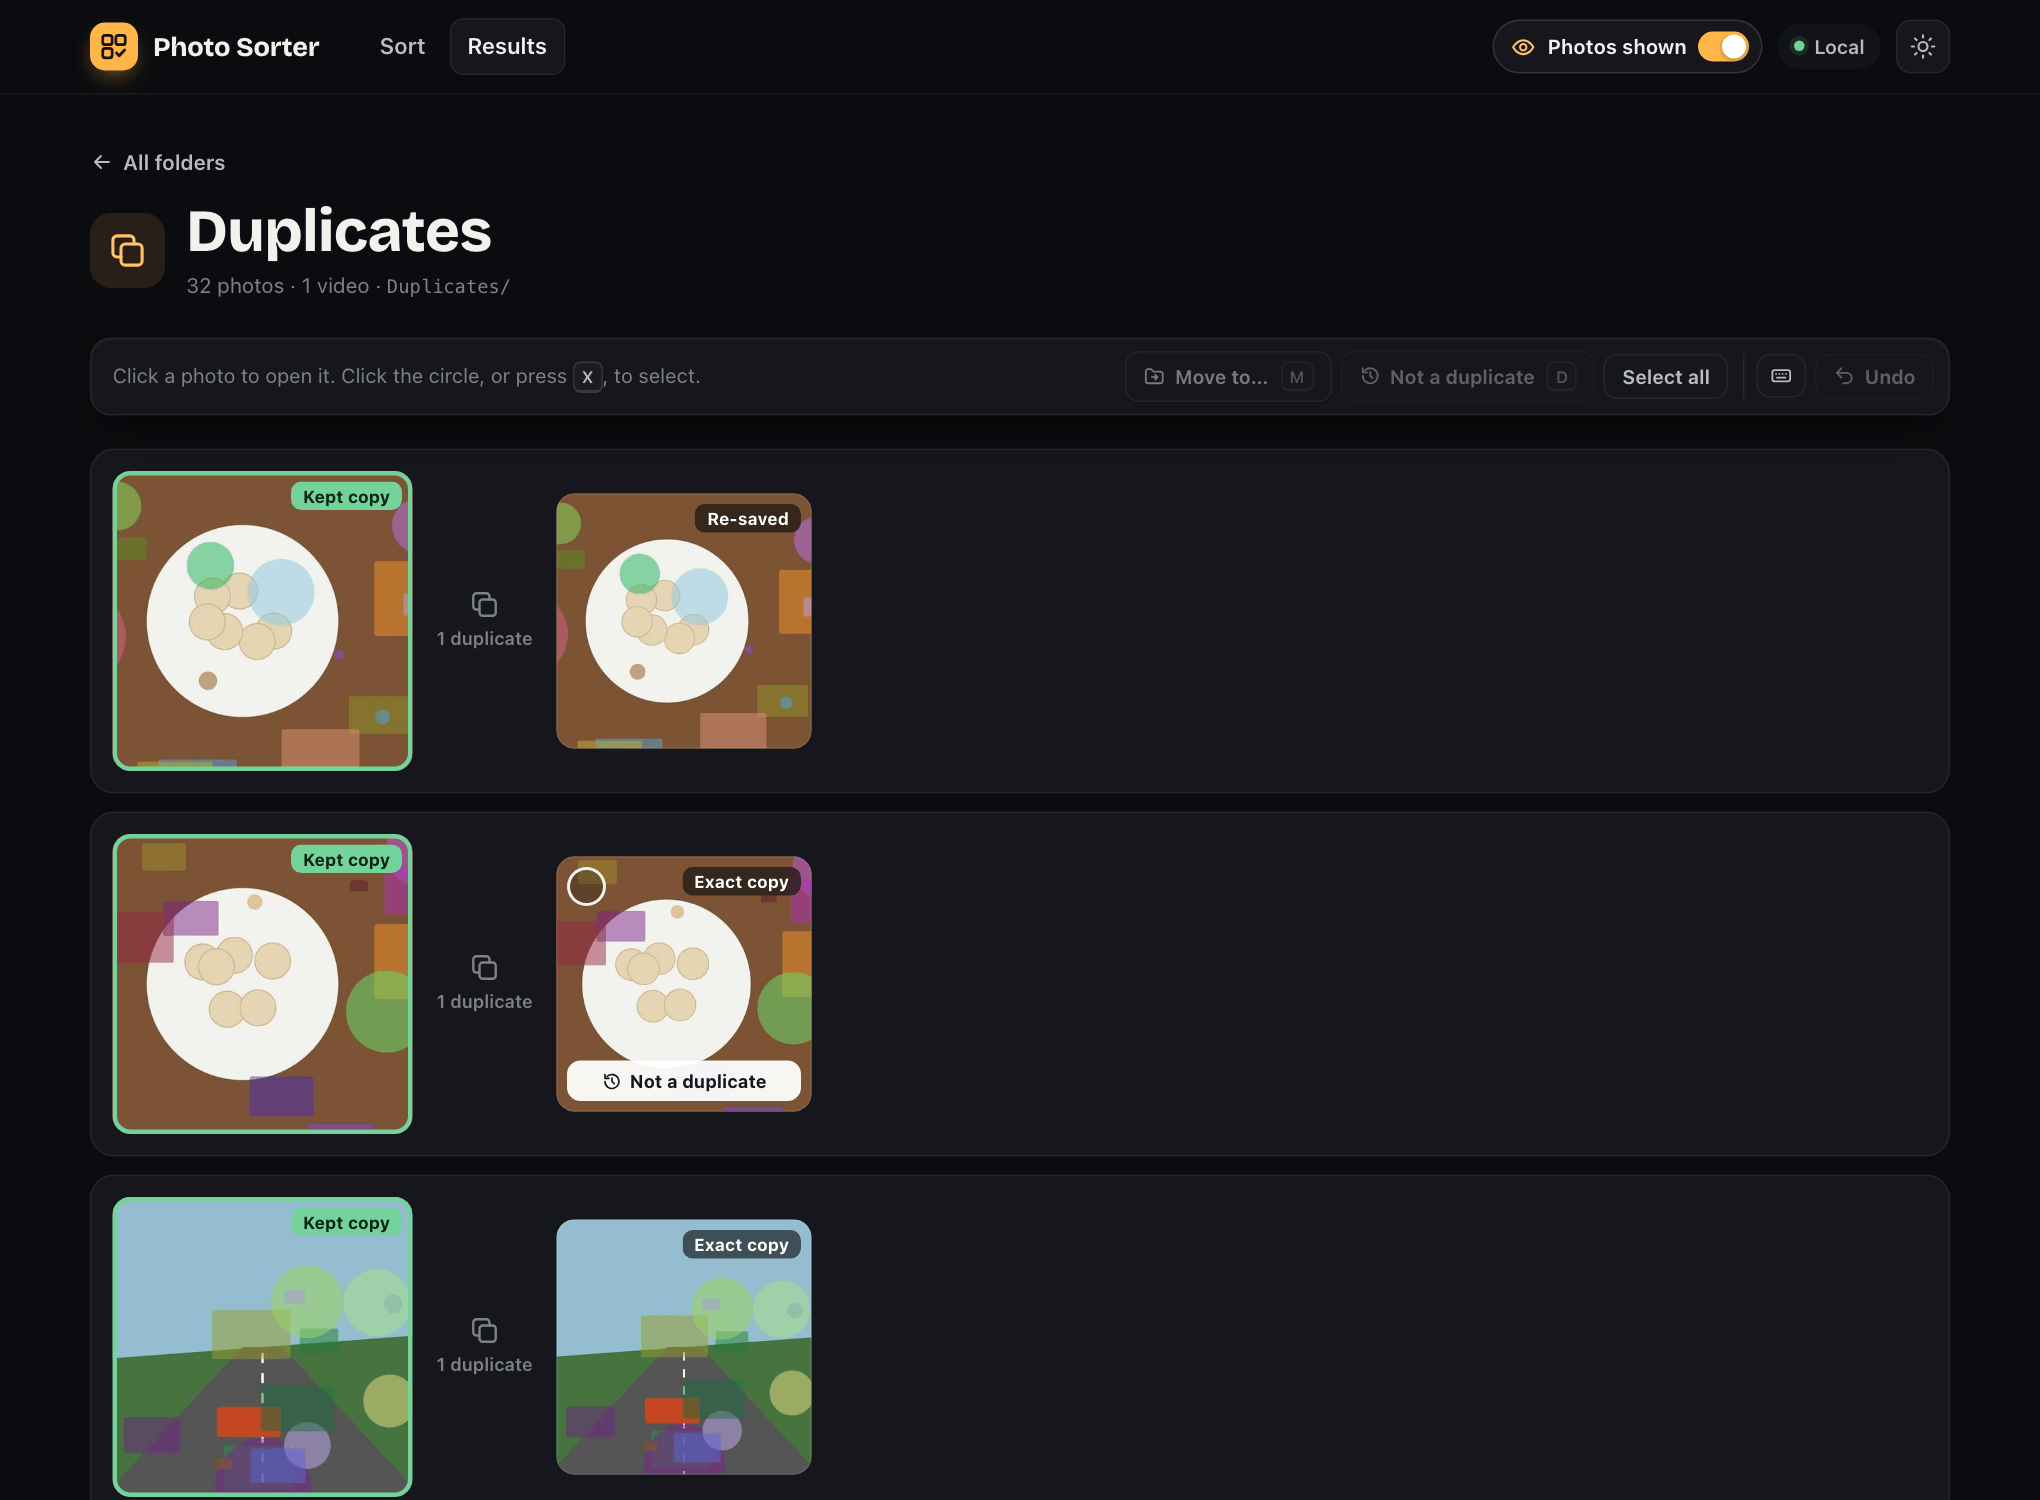 Photo Sorter
Sort
Results
Photos shown
Local
All folders
Duplicates
32 photos · 1 video · Duplicates/
Click a photo to open it. Click the circle, or press X, to select.
Move to... M
Not a duplicate D
Select all
Undo
Kept copy
1 duplicate
Re-saved
Kept copy
1 duplicate
Exact copy
Not a duplicate
Kept copy
1 duplicate
Exact copy